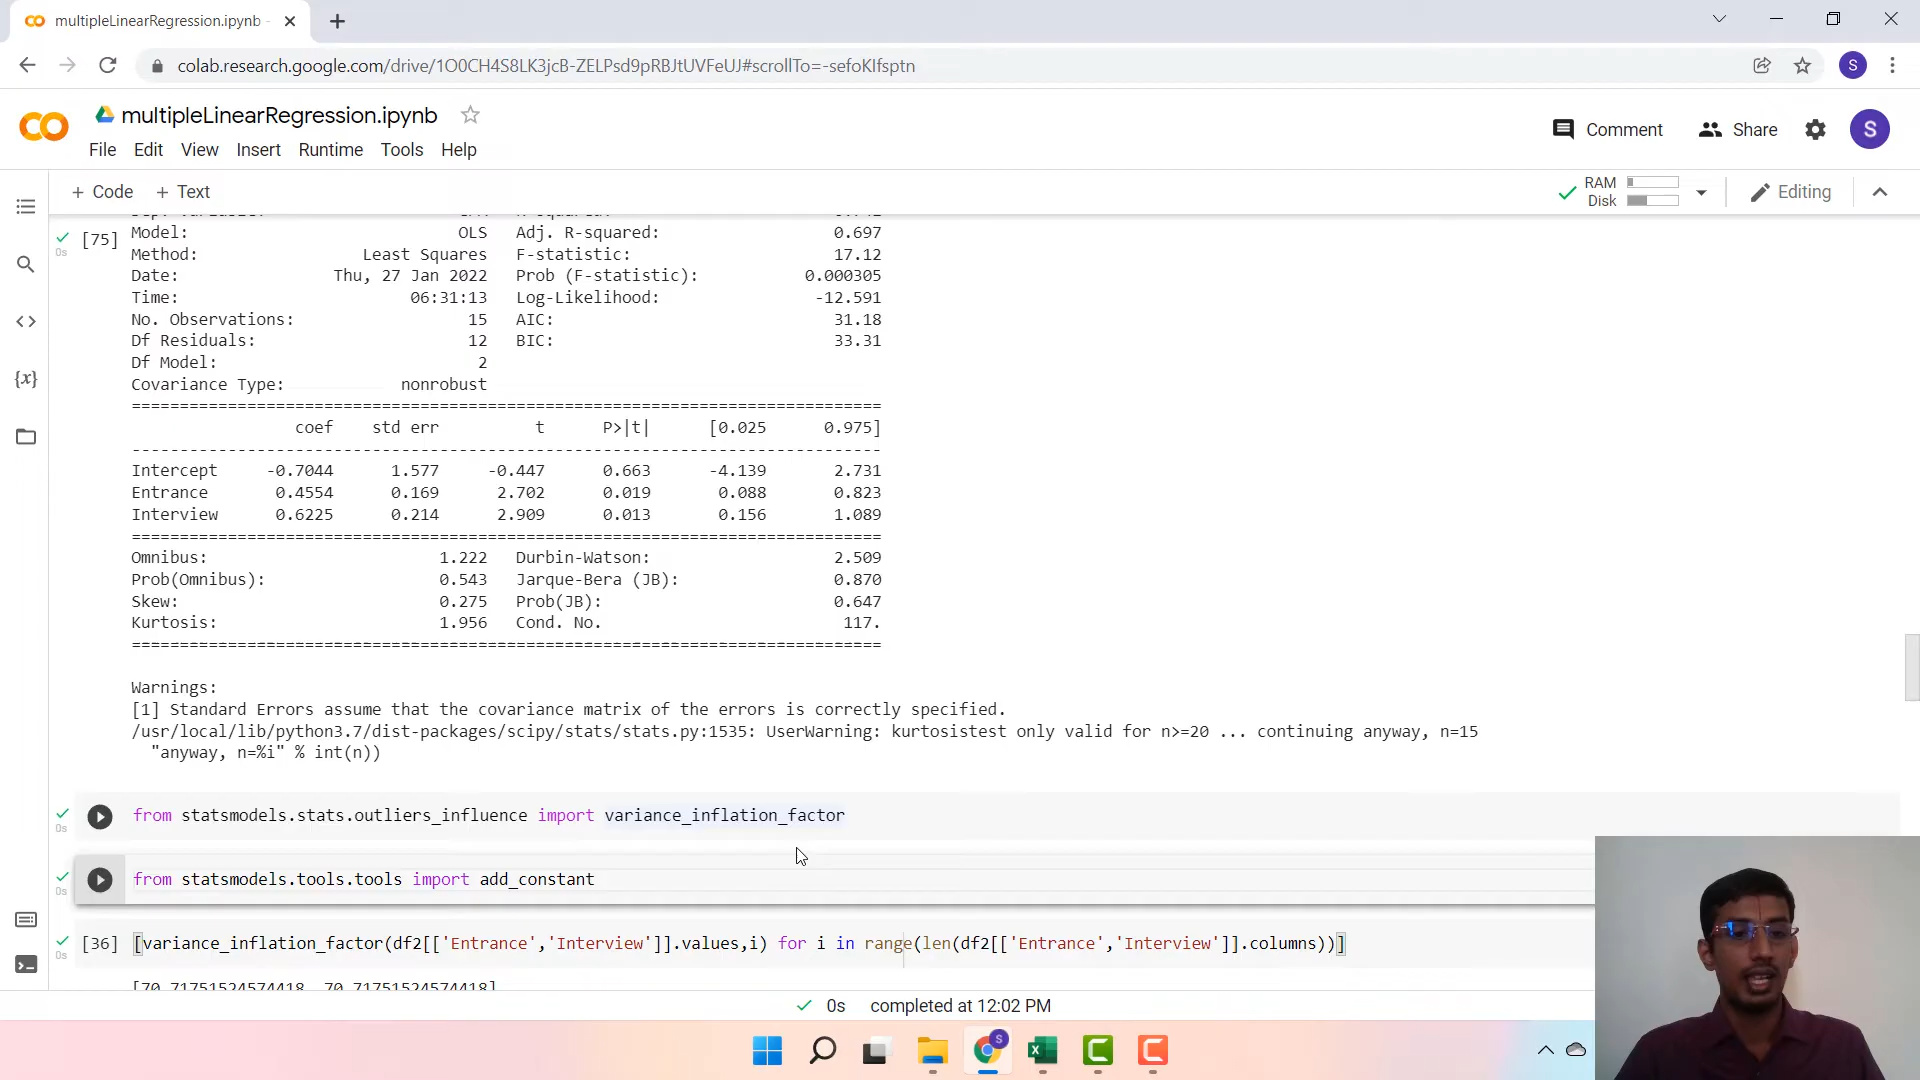 multipleLinearRegression.ipynb -
colab.research.google.com/drive/1O0CH4S8LK3jcB-ZELPsd9pRBJtUVFeUJ#scrollTo=-sefoKIfsptn
S
multipleLinearRegression.ipynb
Comment Share S
File Edit View Insert Runtime Tools Help
+ Code + Text
RAM
Disk
Editing
[75]
Model: OLS Adj. R-squared: 0.697
Method: Least Squares F-statistic: 17.12
Date: Thu, 27 Jan 2022 Prob (F-statistic): 0.000305
Time: 06:31:13 Log-Likelihood: -12.591
No. Observations: 15 AIC: 31.18
Df Residuals: 12 BIC: 33.31
Df Model: 2
Covariance Type: nonrobust
==============================================================================
coef std err t P>|t| [0.025 0.975]
------------------------------------------------------------------------------
Intercept -0.7044 1.577 -0.447 0.663 -4.139 2.731
Entrance 0.4554 0.169 2.702 0.019 0.088 0.823
Interview 0.6225 0.214 2.909 0.013 0.156 1.089
==============================================================================
Omnibus: 1.222 Durbin-Watson: 2.509
Prob(Omnibus): 0.543 Jarque-Bera (JB): 0.870
Skew: 0.275 Prob(JB): 0.647
Kurtosis: 1.956 Cond. No. 117.
==============================================================================
Warnings:
[1] Standard Errors assume that the covariance matrix of the errors is correctly specified.
/usr/local/lib/python3.7/dist-packages/scipy/stats/stats.py:1535: UserWarning: kurtosistest only valid for n>=20 ... continuing anyway, n=15
"anyway, n=%i" % int(n))
0s
from statsmodels.stats.outliers_influence import variance_inflation_factor
0s
from statsmodels.tools.tools import add_constant
0s
[36] [variance_inflation_factor(df2[['Entrance','Interview']].values,i) for i in range(len(df2[['Entrance','Interview']].columns))]
0s
[70.71751524574418, 70.71751524574418]
0s completed at 12:02 PM
S